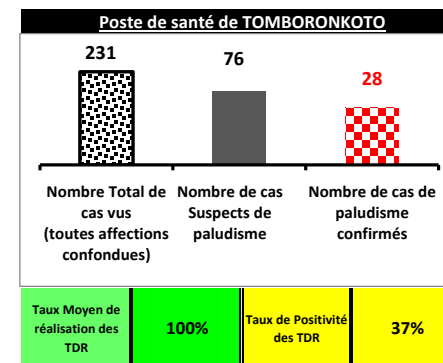 Poste de santé de TOMBORONKOTO
231
76
28
Nombre Total de
cas vus
(toutes affections
confondues)
Nombre de cas
Suspects de
paludisme
Nombre de cas de
paludisme
confirmés
Taux Moyen de
réalisation des
TDR
100%
Taux de Positivité
des TDR
37%